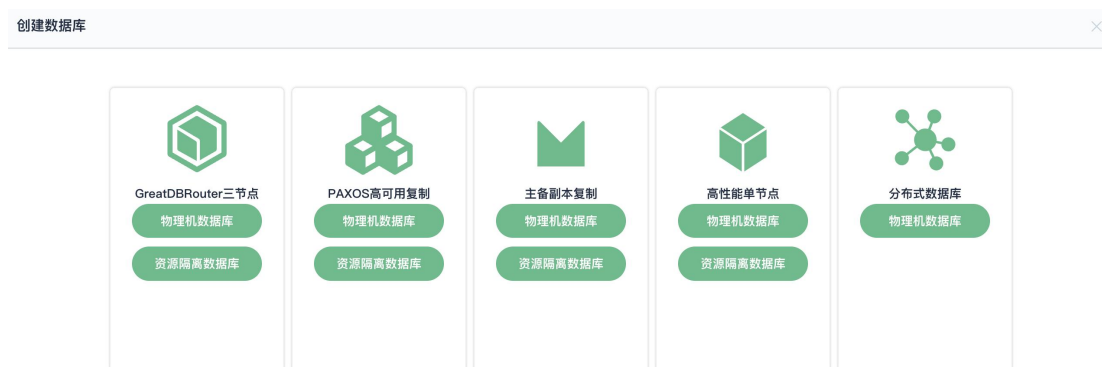 创建数据库
GreatDBRouter三节点
物理机数据库
资源隔离数据库
PAXOS高可用复制
物理机数据库
资源隔离数据库
主备副本复制
物理机数据库
资源隔离数据库
高性能单节点
物理机数据库
资源隔离数据库
分布式数据库
物理机数据库